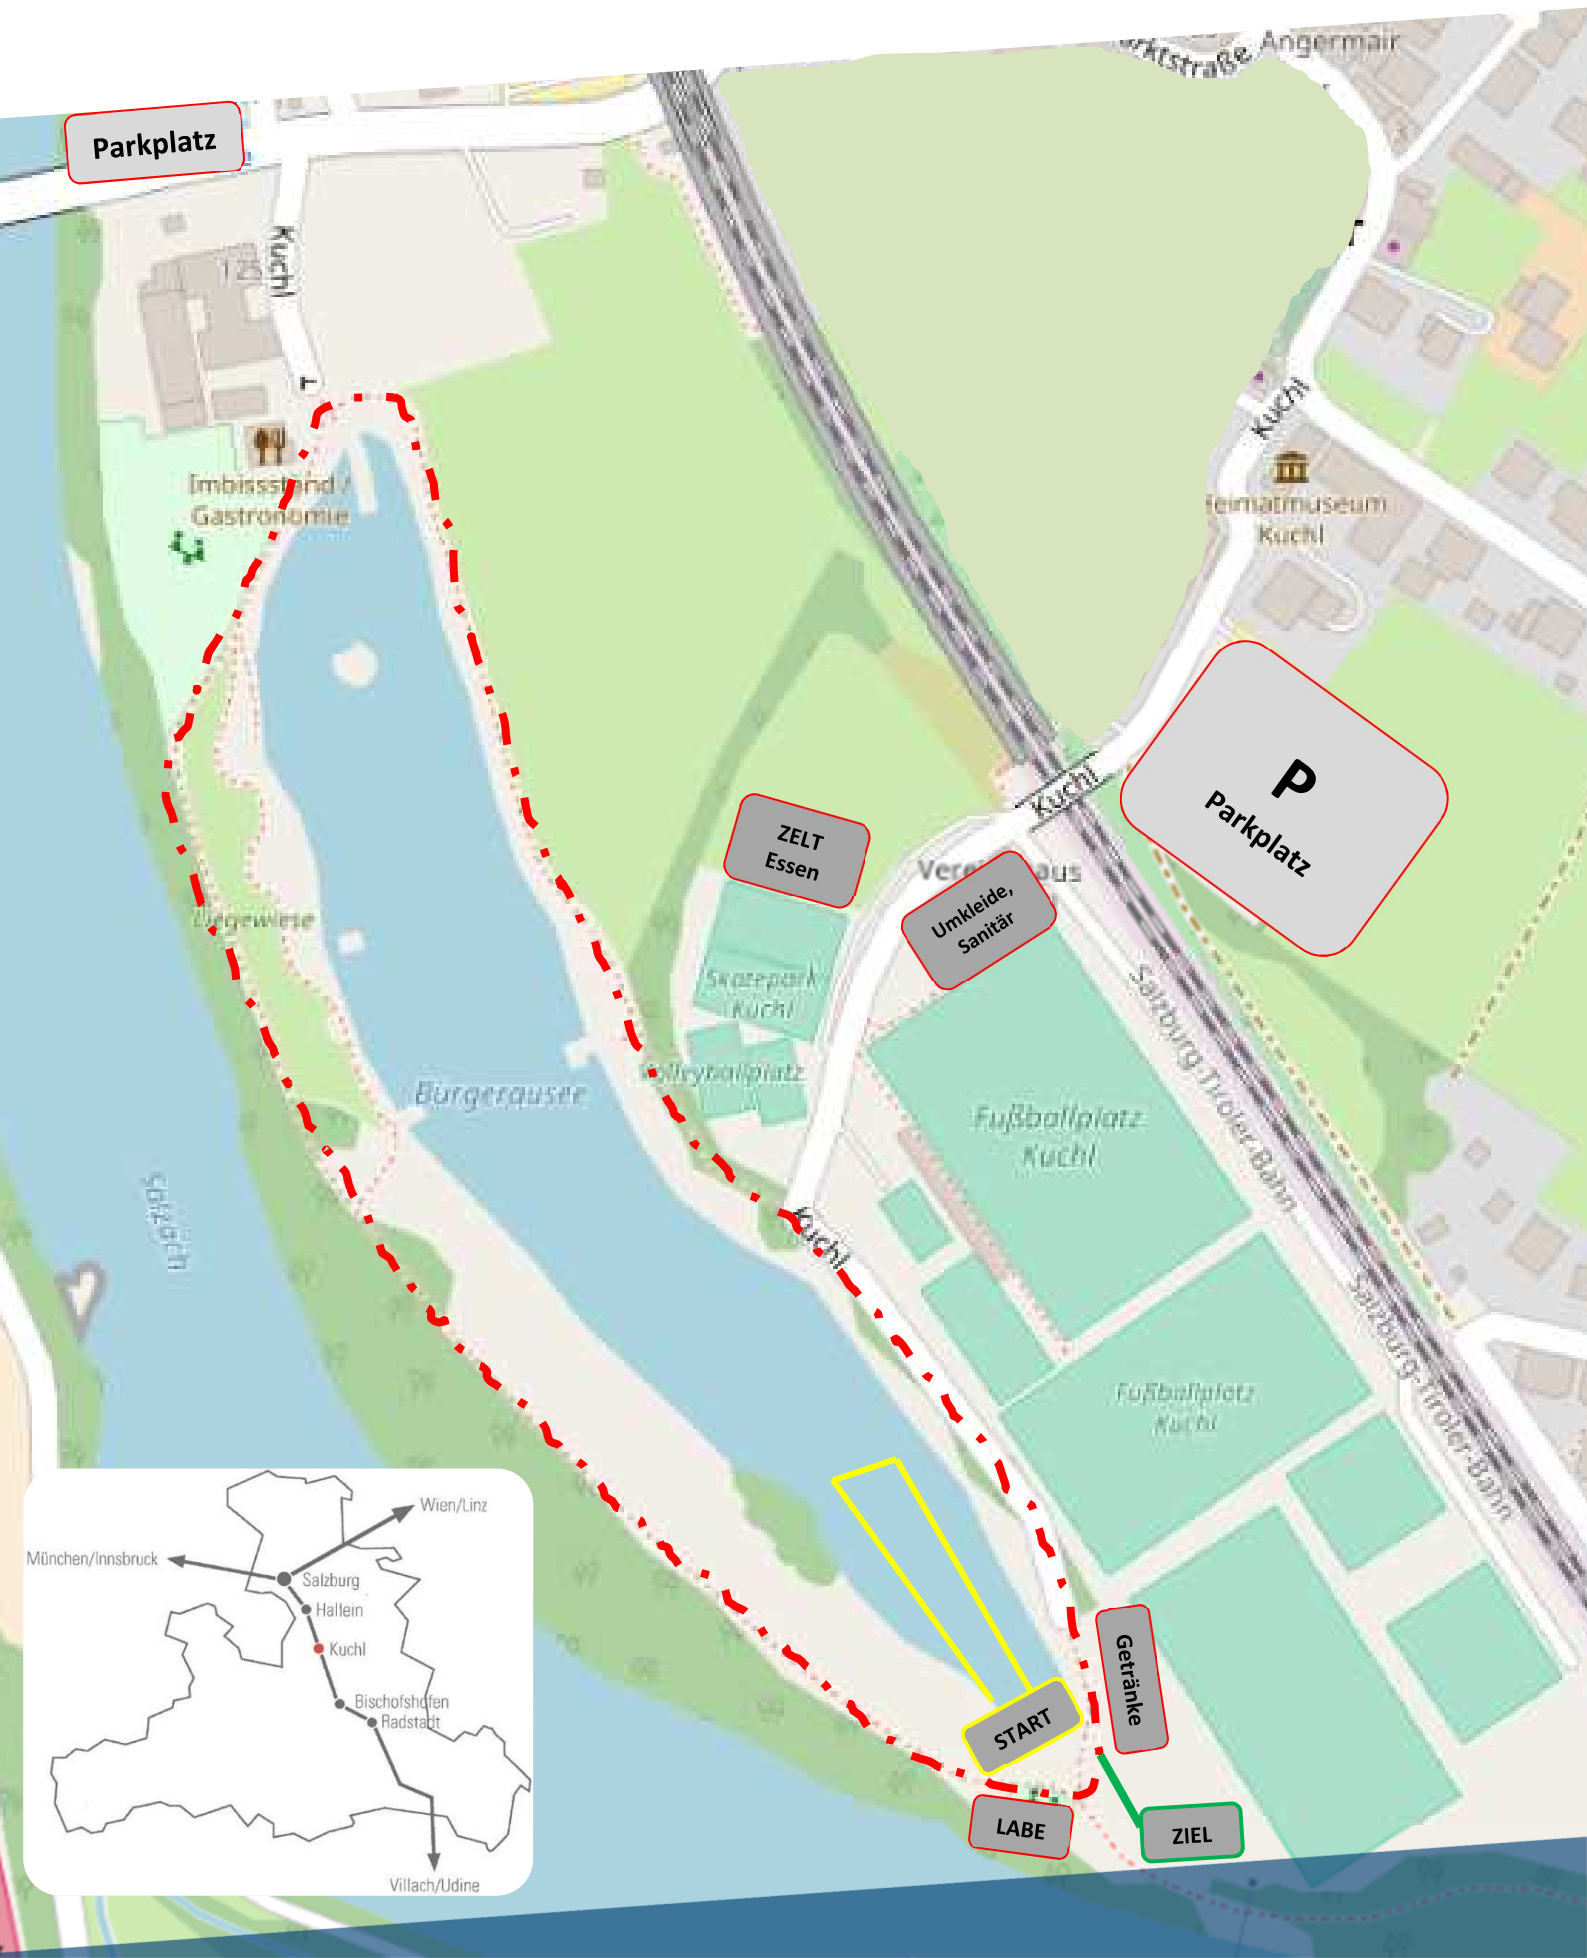 Angermair
Parkplatz
Kuchl
T
T
Kuchl
Heimatmuseum
Kuchl
Imbissstand /
Gastronomie
P
Parkplatz
Kuchl
ZELT
Essen
Umkleide,
Sanitär
Liegewiese
Skatepark
Kuchl
Salzburg-Tiroler-Bahn
Volleyballplatz
Bürgerauser
Fußballplatz
Kuchl
Salzach
Kuchl
Salzburg-Tiroler-Bahn
Fußballplatz
Kuchl
Wien/Linz
München/Innsbruck
Salzburg
Hallein
Kuchl
Bischofshofen
Radstadt
Villach/Udine
Getränke
START
LABE
ZIEL